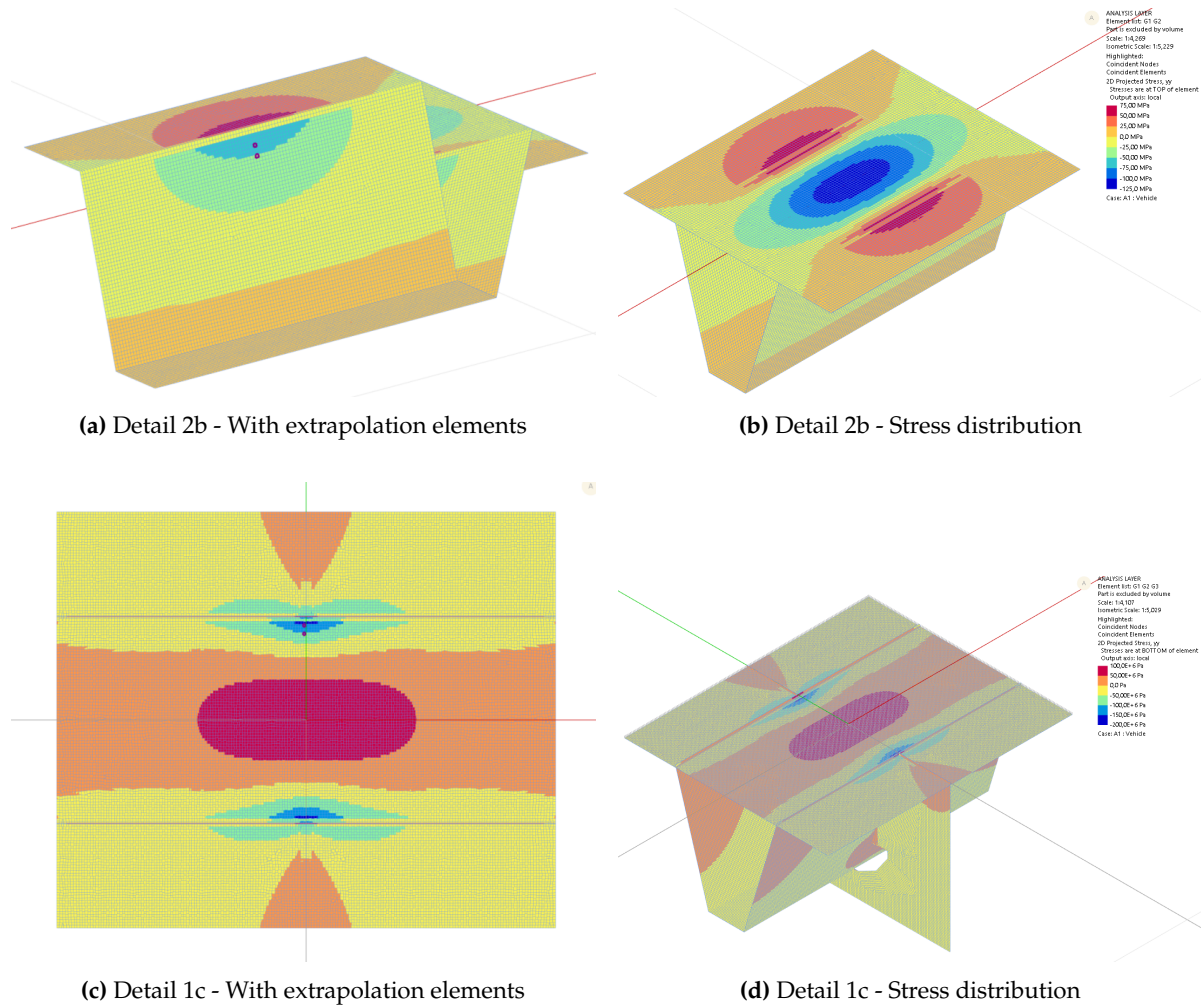 A
ANALYSIS LAYER
Element list: G1 G2
Part is excluded by volume
Scale: 1:4,269
Isometric Scale: 1:5,229
Highlighted:
Coincident Nodes
Coincident Elements
2D Projected Stress, yy
Stresses are at TOP of element
Output axis: local
75,00 MPa
50,00 MPa
25,00 MPa
0,0 MPa
-25,00 MPa
-50,00 MPa
-75,00 MPa
-100,0 MPa
-125,0 MPa
Case: A1 : Vehicle
(a) Detail 2b - With extrapolation elements
(b) Detail 2b - Stress distribution
A
A
ANALYSIS LAYER
Element list: G1 G2 G3
Part is excluded by volume
Scale: 1:4,107
Isometric Scale: 1:5,029
Highlighted:
Coincident Nodes
Coincident Elements
2D Projected Stress, yy
Stresses are at BOTTOM of element
Output axis: local
100,0E+6 Pa
50,00E+6 Pa
0,0 Pa
-50,00E+6 Pa
-100,0E+6 Pa
-150,0E+6 Pa
-200,0E+6 Pa
Case: A1 : Vehicle
(c) Detail 1c - With extrapolation elements
(d) Detail 1c - Stress distribution